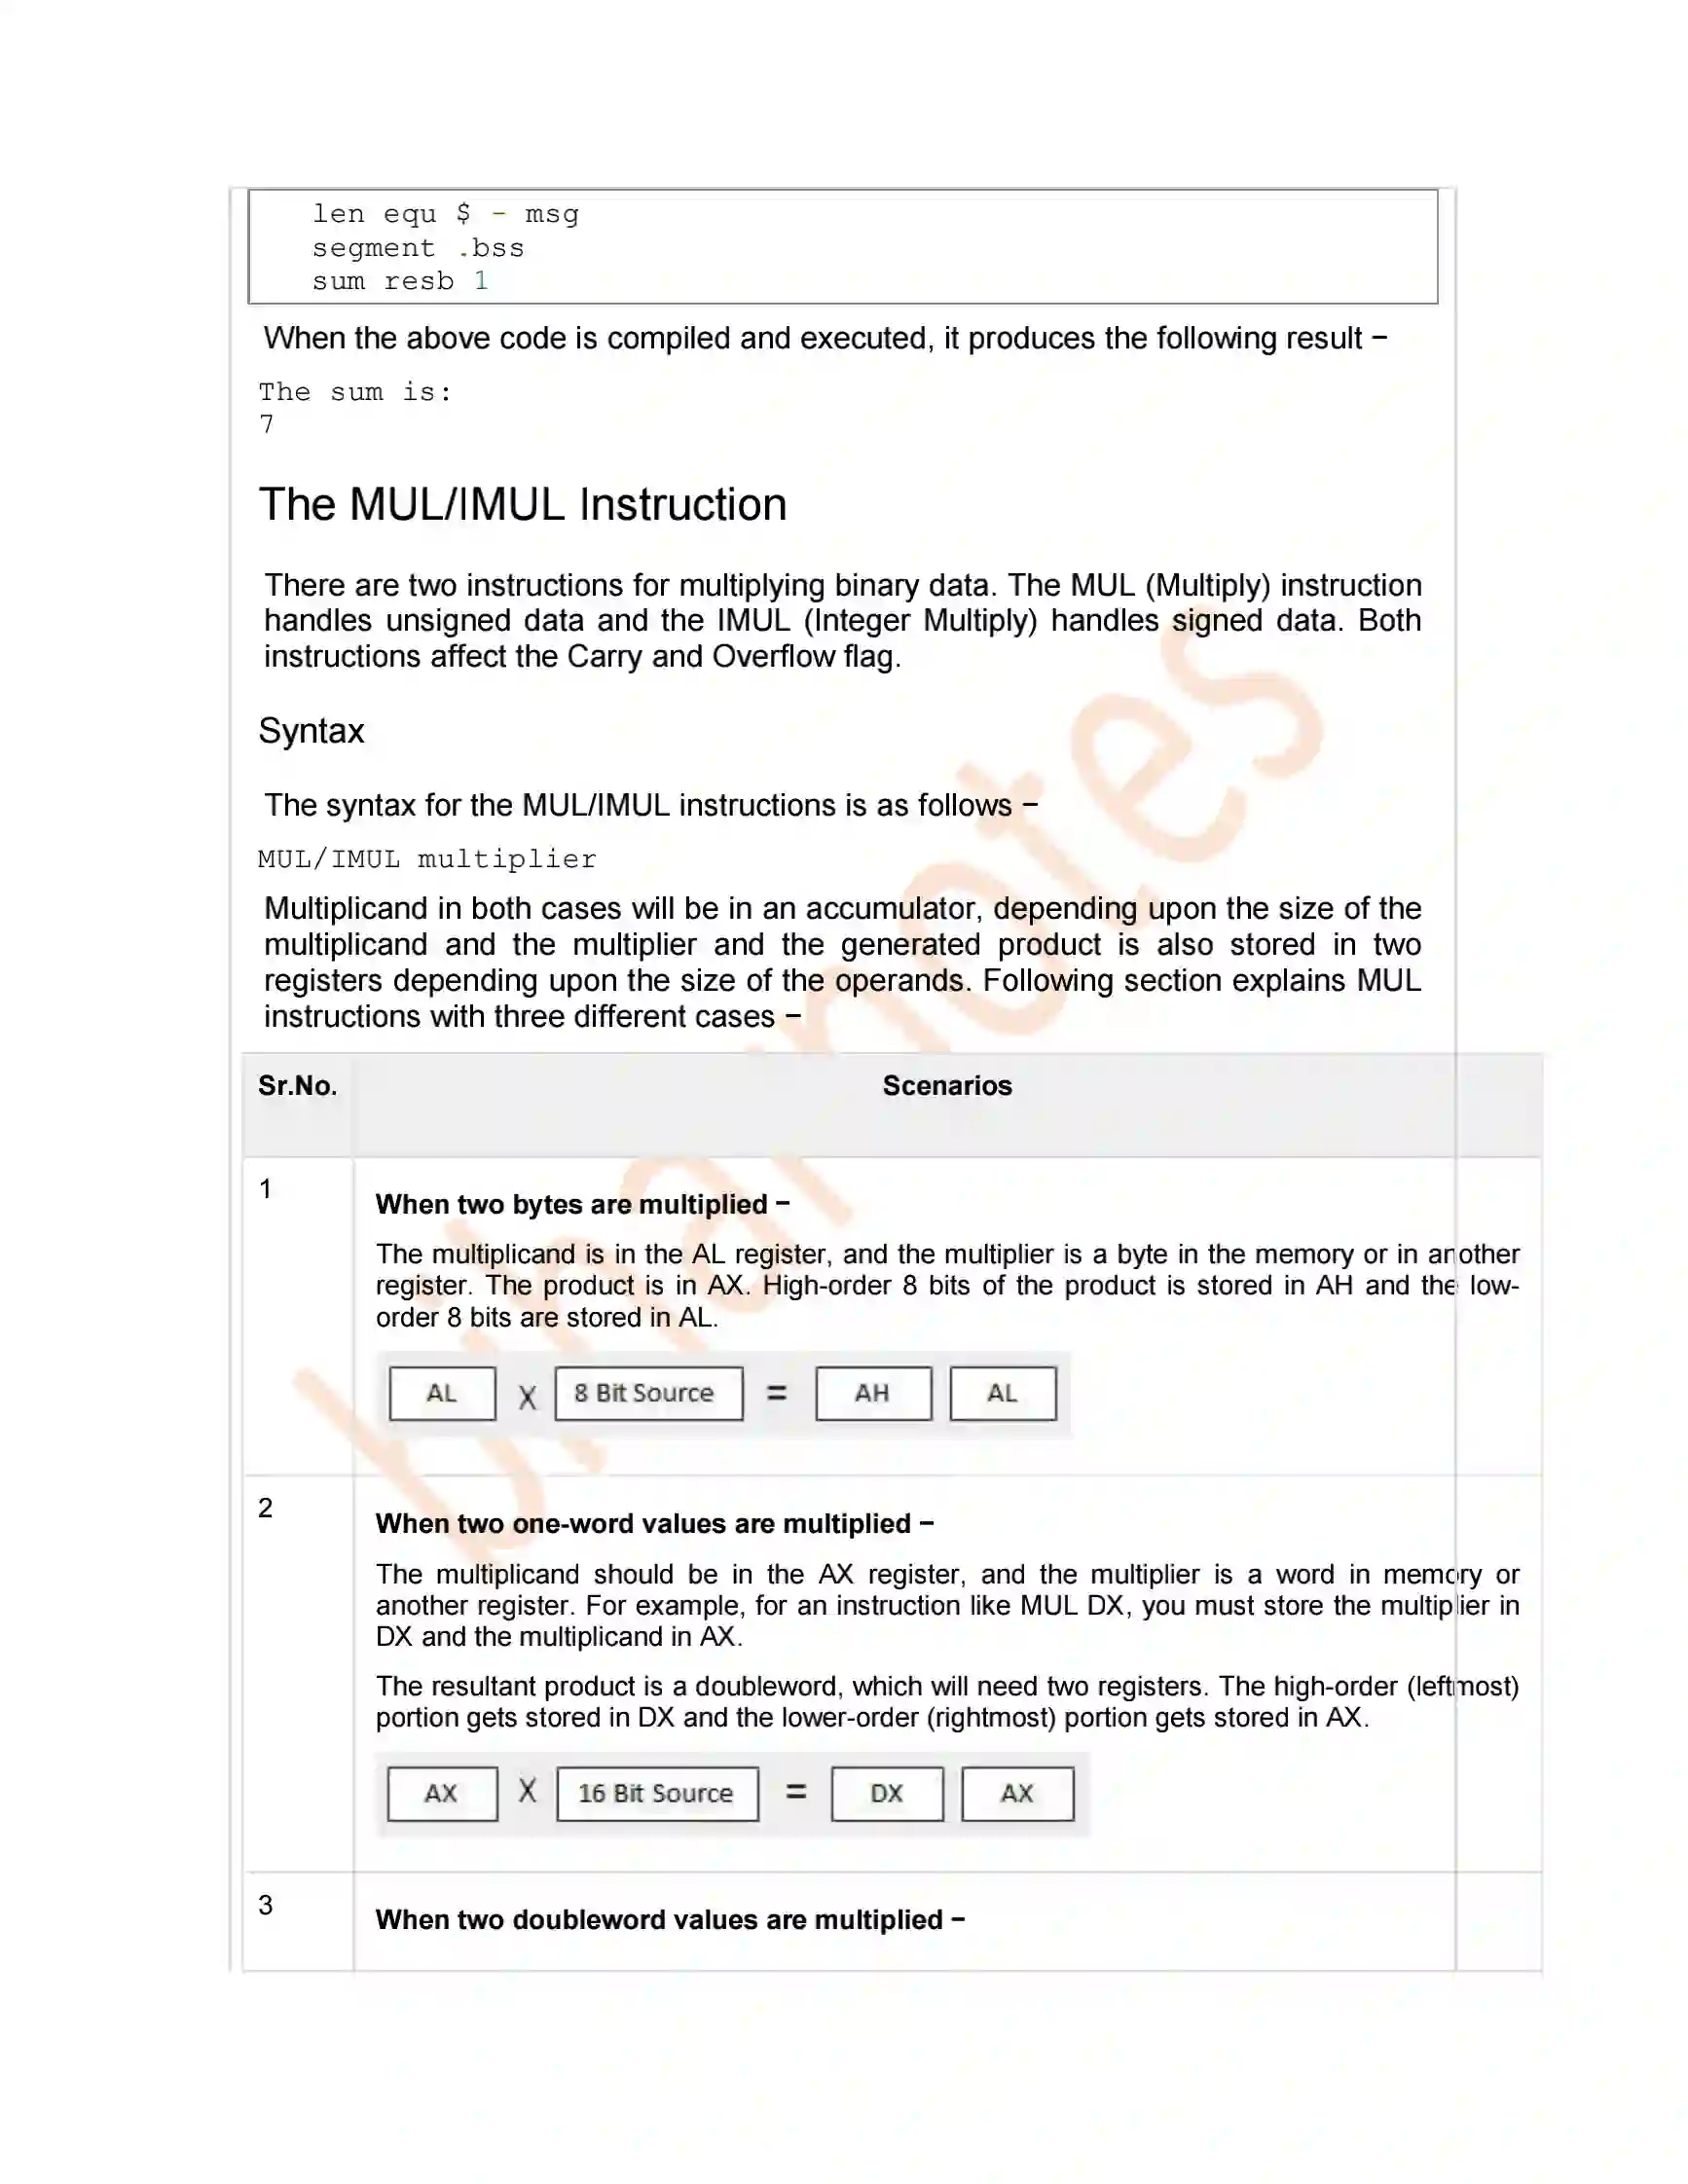 len equ $ - msg
segment .bss
sum resb 1
When the above code is compiled and executed, it produces the following result −
The sum is:
7
The MUL/IMUL Instruction
There are two instructions for multiplying binary data. The MUL (Multiply) instruction
handles unsigned data and the IMUL (Integer Multiply) handles signed data. Both
instructions affect the Carry and Overflow flag.
Syntax
The syntax for the MUL/IMUL instructions is as follows −
MUL/IMUL multiplier
Multiplicand in both cases will be in an accumulator, depending upon the size of the
multiplicand and the multiplier and the generated product is also stored in two
registers depending upon the size of the operands. Following section explains MUL
instructions with three different cases −
Sr.No. Scenarios
1
When two bytes are multiplied −
The multiplicand is in the AL register, and the multiplier is a byte in the memory or in another
register. The product is in AX. High-order 8 bits of the product is stored in AH and the low-
order 8 bits are stored in AL.
AL X 8 Bit Source = AH AL
2
When two one-word values are multiplied −
The multiplicand should be in the AX register, and the multiplier is a word in memory or
another register. For example, for an instruction like MUL DX, you must store the multiplier in
DX and the multiplicand in AX.
The resultant product is a doubleword, which will need two registers. The high-order (leftmost)
portion gets stored in DX and the lower-order (rightmost) portion gets stored in AX.
AX X 16 Bit Source = DX AX
3
When two doubleword values are multiplied −